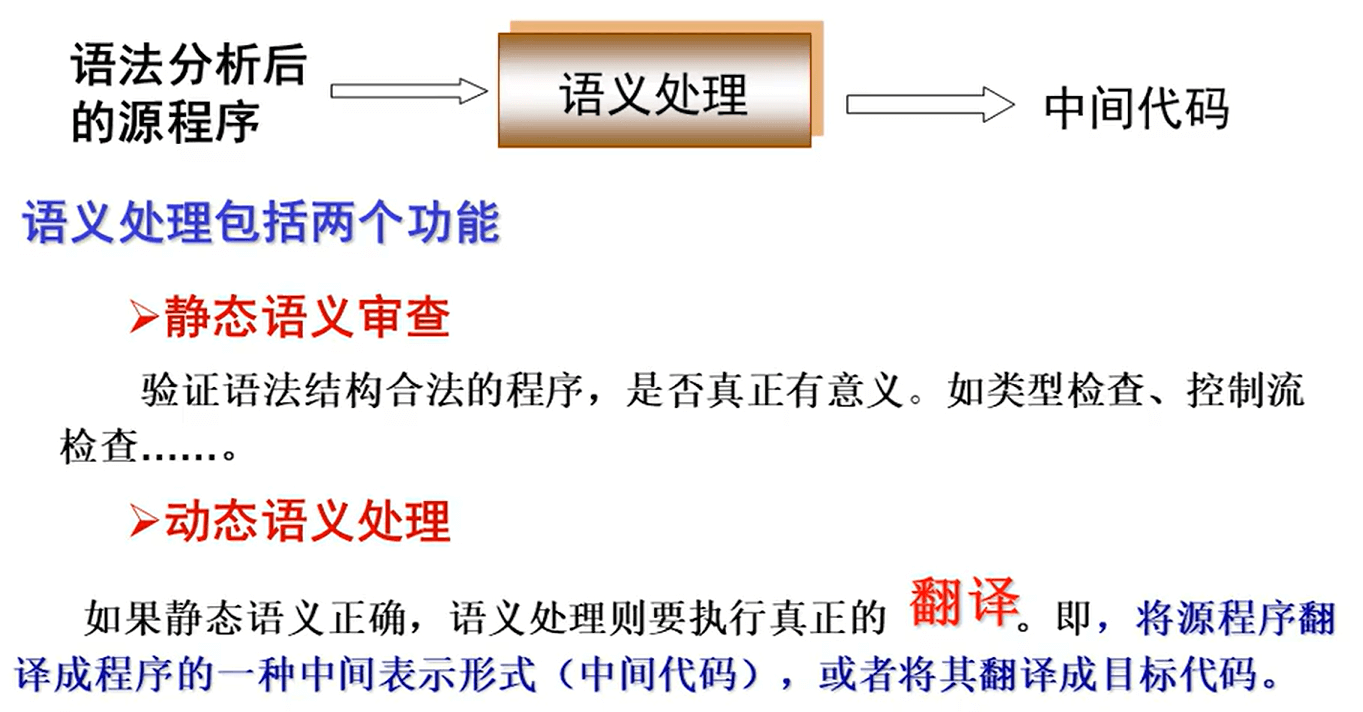 语法分析后
的源程序
语义处理
中间代码
语义处理包括两个功能
➢静态语义审查
验证语法结构合法的程序，是否真正有意义。如类型检查、控制流
检查……。
➢动态语义处理
如果静态语义正确，语义处理则要执行真正的 翻译。即，将源程序翻
译成程序的一种中间表示形式（中间代码），或者将其翻译成目标代码。